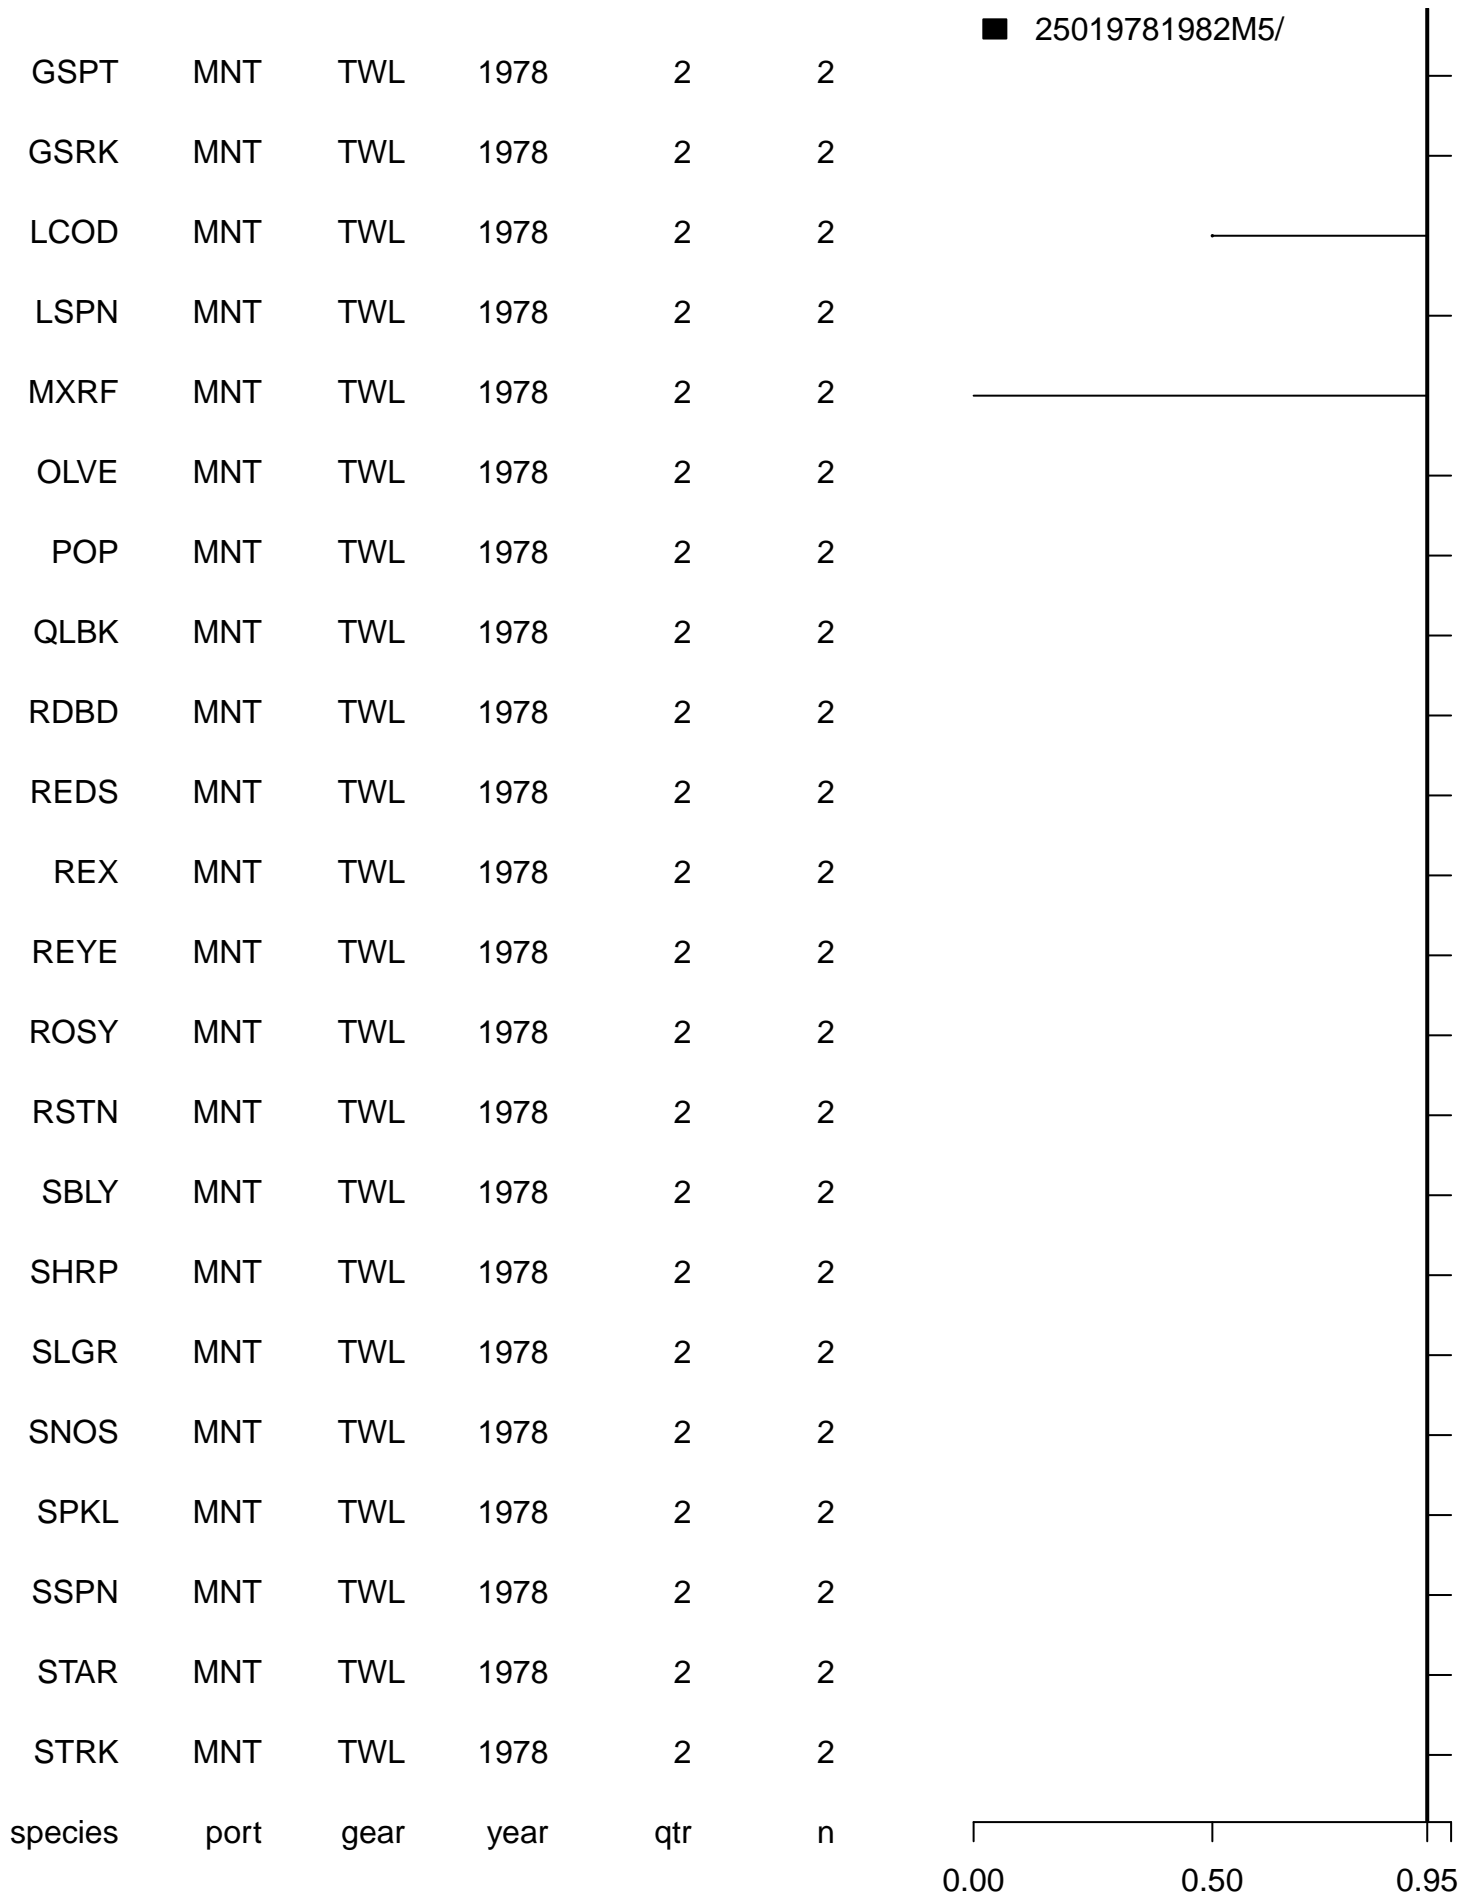 25019781982M5/
GSPT MNT TWL 1978 2 2
GSRK MNT TWL 1978 2 2
LCOD MNT TWL 1978 2 2
LSPN MNT TWL 1978 2 2
MXRF MNT TWL 1978 2 2
OLVE MNT TWL 1978 2 2
POP MNT TWL 1978 2 2
QLBK MNT TWL 1978 2 2
RDBD MNT TWL 1978 2 2
REDS MNT TWL 1978 2 2
REX MNT TWL 1978 2 2
REYE MNT TWL 1978 2 2
ROSY MNT TWL 1978 2 2
RSTN MNT TWL 1978 2 2
SBLY MNT TWL 1978 2 2
SHRP MNT TWL 1978 2 2
SLGR MNT TWL 1978 2 2
SNOS MNT TWL 1978 2 2
SPKL MNT TWL 1978 2 2
SSPN MNT TWL 1978 2 2
STAR MNT TWL 1978 2 2
STRK MNT TWL 1978 2 2
species port gear year qtr n
0.00 0.50 0.95